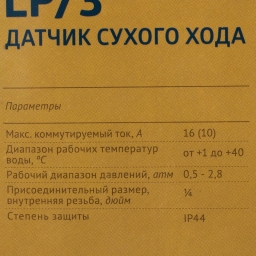 LP/3
ДАТЧИК СУХОГО ХОДА
Параметры
Макс. коммутируемый ток, А 16 (10)
Диапазон рабочих температур
воды, °С от +1 до +40
Рабочий диапазон давлений, атм 0,5 - 2,8
Присоединительный размер,
внутренняя резьба, дюйм ¼
Степень защиты IP44